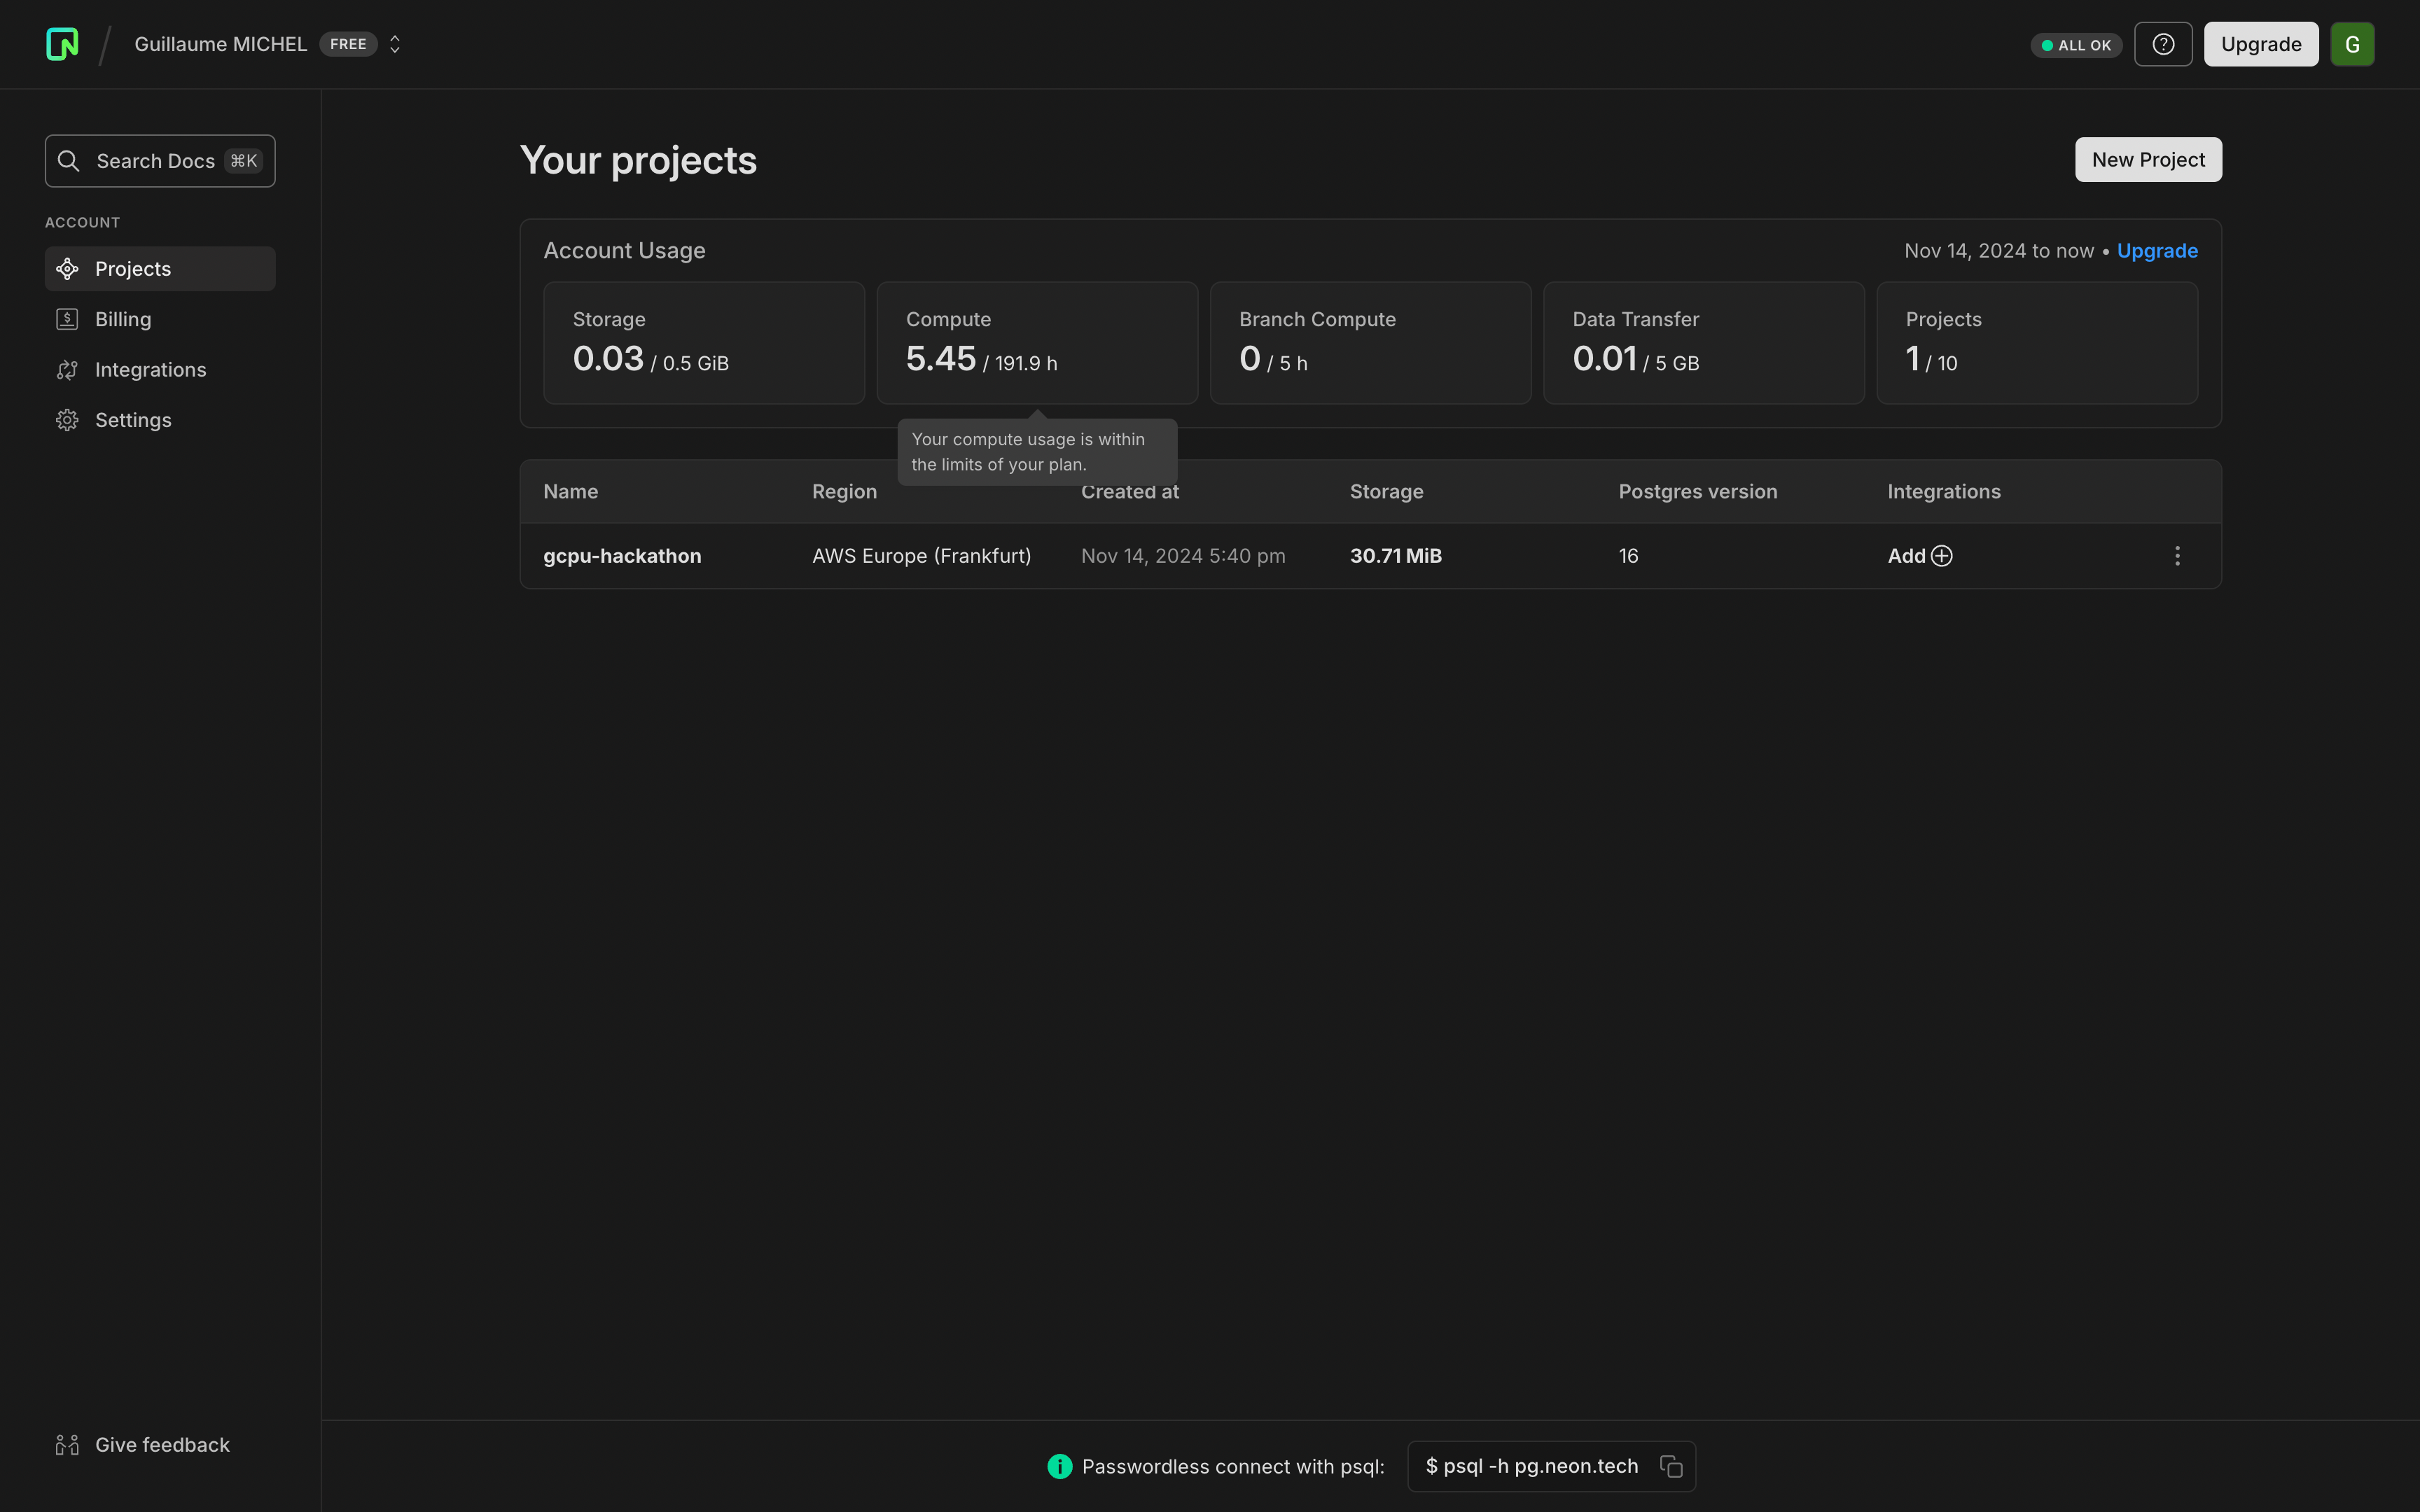 Guillaume MICHEL FREE
ALL OK
Upgrade
G
Search Docs ⌘K
ACCOUNT
Projects
Billing
Integrations
Settings
Give feedback
Your projects
New Project
Account Usage
Nov 14, 2024 to now • Upgrade
Storage
0.03 / 0.5 GiB
Compute
5.45 / 191.9 h
Branch Compute
0 / 5 h
Data Transfer
0.01 / 5 GB
Projects
1 / 10
Your compute usage is within
the limits of your plan.
Name Region Created at Storage Postgres version Integrations
gcpu-hackathon AWS Europe (Frankfurt) Nov 14, 2024 5:40 pm 30.71 MiB 16 Add
Passwordless connect with psql: $ psql -h pg.neon.tech